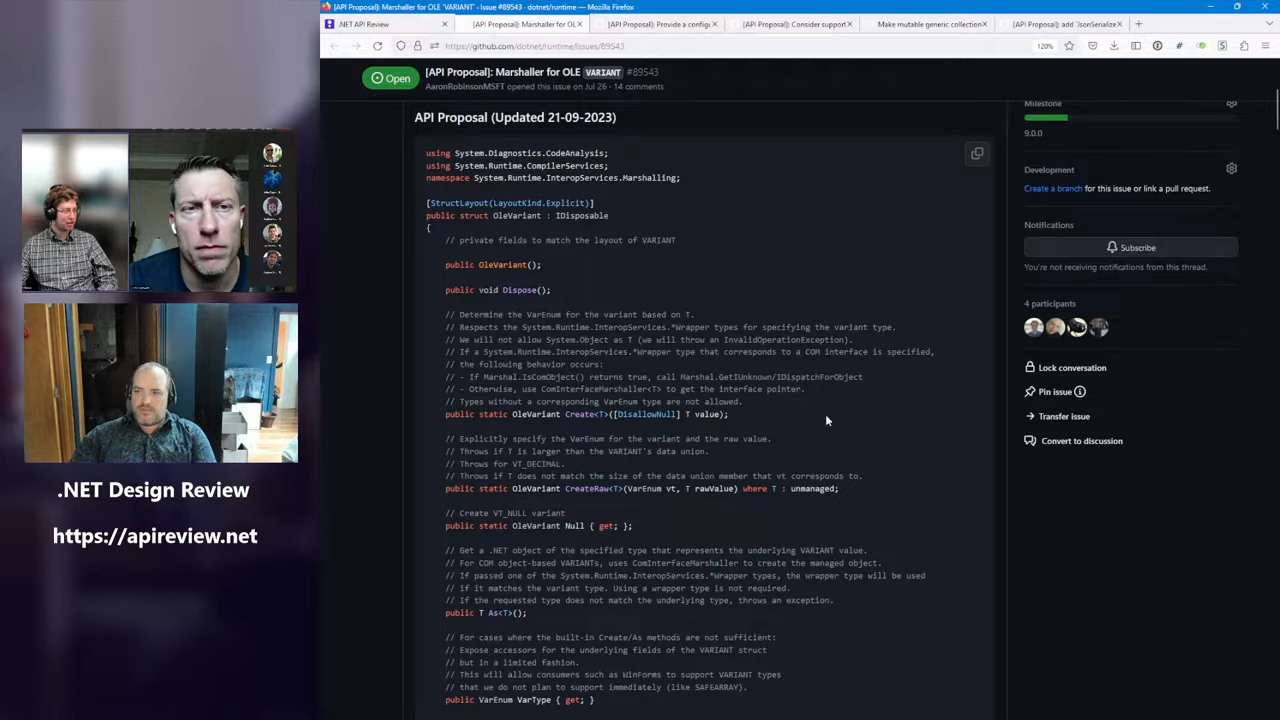 [API Proposal]: Marshaller for OLE `VARIANT` · Issue #89543 · dotnet/runtime — Mozilla Firefox
.NET API Review
[API Proposal]: Marshaller for OL
[API Proposal]: Provide a configu
[API Proposal]: Consider support
Make mutable generic collection
[API Proposal]: add `JsonSerialize
https://github.com/dotnet/runtime/issues/89543
120%
Open
[API Proposal]: Marshaller for OLE VARIANT #89543
AaronRobinsonMSFT opened this issue on Jul 26 · 14 comments
API Proposal (Updated 21-09-2023)
using System.Diagnostics.CodeAnalysis;
using System.Runtime.CompilerServices;
namespace System.Runtime.InteropServices.Marshalling;
[StructLayout(LayoutKind.Explicit)]
public struct OleVariant : IDisposable
{
// private fields to match the layout of VARIANT
public OleVariant();
public void Dispose();
// Determine the VarEnum for the variant based on T.
// Respects the System.Runtime.InteropServices.*Wrapper types for specifying the variant type.
// We will not allow System.Object as T (we will throw an InvalidOperationException).
// If a System.Runtime.InteropServices.*Wrapper type that corresponds to a COM interface is specified,
// the following behavior occurs:
// - If Marshal.IsComObject() returns true, call Marshal.GetIUnknown/IDispatchForObject
// - Otherwise, use ComInterfaceMarshaller<T> to get the interface pointer.
// Types without a corresponding VarEnum type are not allowed.
public static OleVariant Create<T>([DisallowNull] T value);
// Explicitly specify the VarEnum for the variant and the raw value.
// Throws if T is larger than the VARIANT's data union.
// Throws for VT_DECIMAL.
// Throws if T does not match the size of the data union member that vt corresponds to.
public static OleVariant CreateRaw<T>(VarEnum vt, T rawValue) where T : unmanaged;
// Create VT_NULL variant
public static OleVariant Null { get; };
// Get a .NET object of the specified type that represents the underlying VARIANT value.
// For COM object-based VARIANTs, uses ComInterfaceMarshaller to create the managed object.
// If passed one of the System.Runtime.InteropServices.*Wrapper types, the wrapper type will be used
// if it matches the variant type. Using a wrapper type is not required.
// If the requested type does not match the underlying type, throws an exception.
public T As<T>();
// For cases where the built-in Create/As methods are not sufficient:
// Expose accessors for the underlying fields of the VARIANT struct
// but in a limited fashion.
// This will allow consumers such as WinForms to support VARIANT types
// that we do not plan to support immediately (like SAFEARRAY).
public VarEnum VarType { get; }
Milestone
9.0.0
Development
Create a branch for this issue or link a pull request.
Notifications
Subscribe
You're not receiving notifications from this thread.
4 participants
Lock conversation
Pin issue
Transfer issue
Convert to discussion
.NET Design Review
https://apireview.net